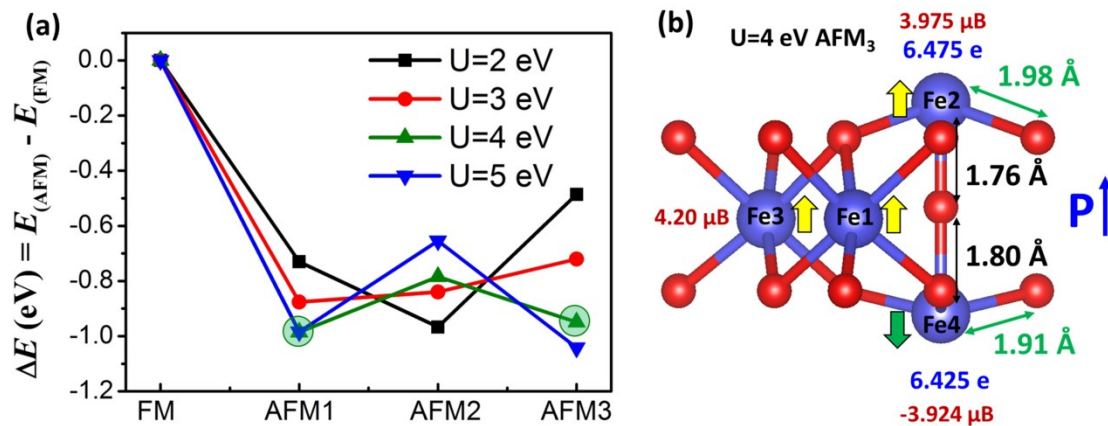 (a)
ΔE (eV) = E(AFM) - E(FM)
0.0
-0.2
-0.4
-0.6
-0.8
-1.0
-1.2
U=2 eV
U=3 eV
U=4 eV
U=5 eV
FM
AFM1
AFM2
AFM3
(b)
U=4 eV AFM3
3.975 μB
6.475 e
1.98 Å
Fe2
1.76 Å
4.20 μB
Fe3
Fe1
P
1.80 Å
Fe4
1.91 Å
6.425 e
-3.924 μB